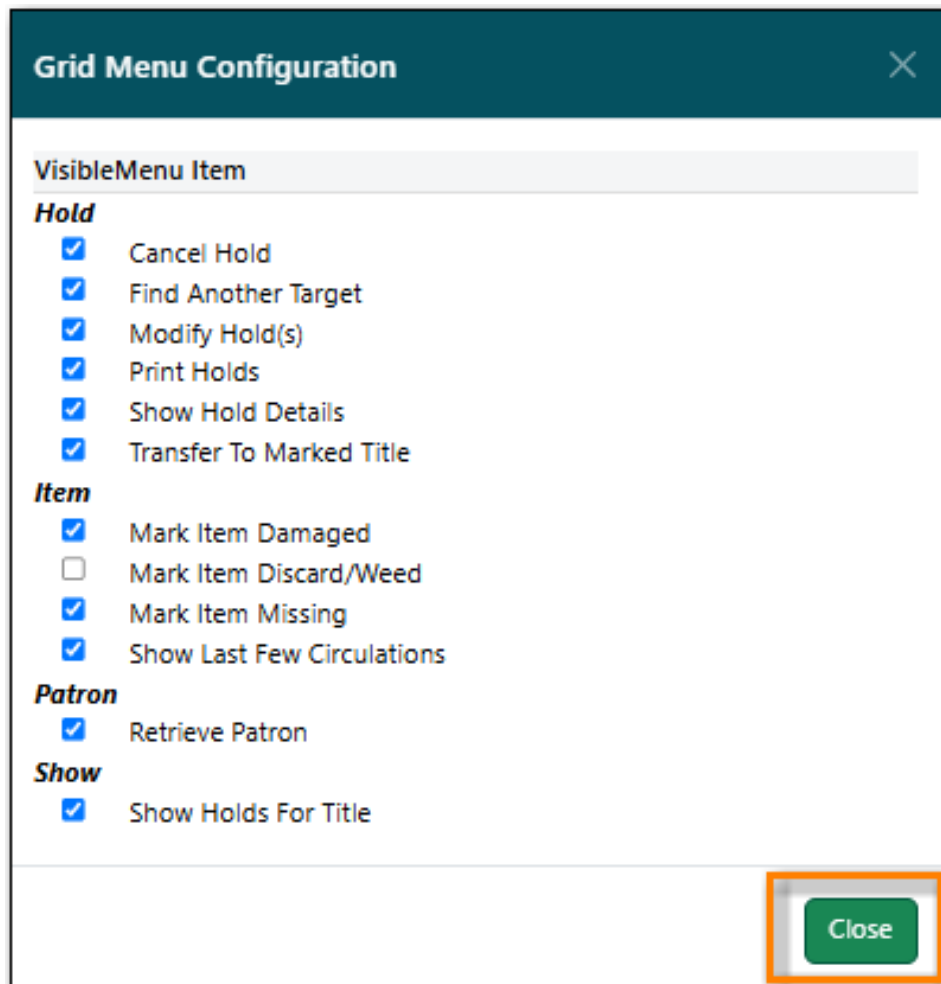 Grid Menu Configuration
VisibleMenu Item
Hold
Cancel Hold
Find Another Target
Modify Hold(s)
Print Holds
Show Hold Details
Transfer To Marked Title
Item
Mark Item Damaged
Mark Item Discard/Weed
Mark Item Missing
Show Last Few Circulations
Patron
Retrieve Patron
Show
Show Holds For Title
Close